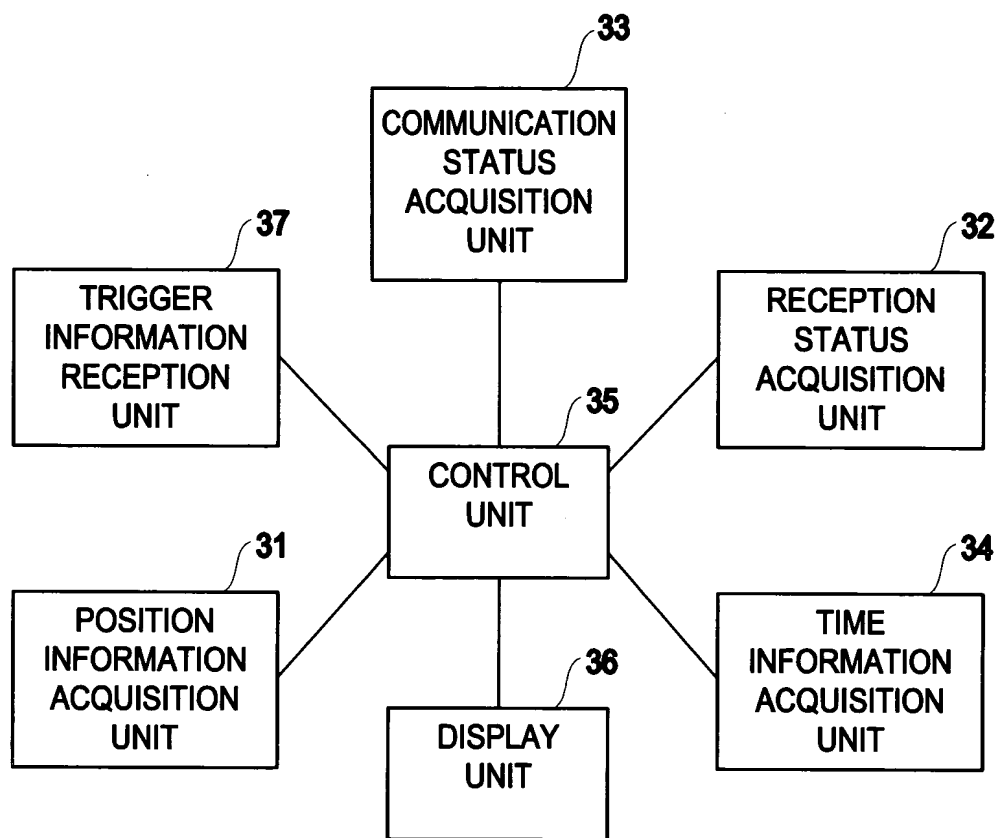 33
COMMUNICATION
STATUS
ACQUISITION
UNIT
37
TRIGGER
INFORMATION
RECEPTION
UNIT
32
RECEPTION
STATUS
ACQUISITION
UNIT
35
CONTROL
UNIT
31
POSITION
INFORMATION
ACQUISITION
UNIT
34
TIME
INFORMATION
ACQUISITION
UNIT
36
DISPLAY
UNIT